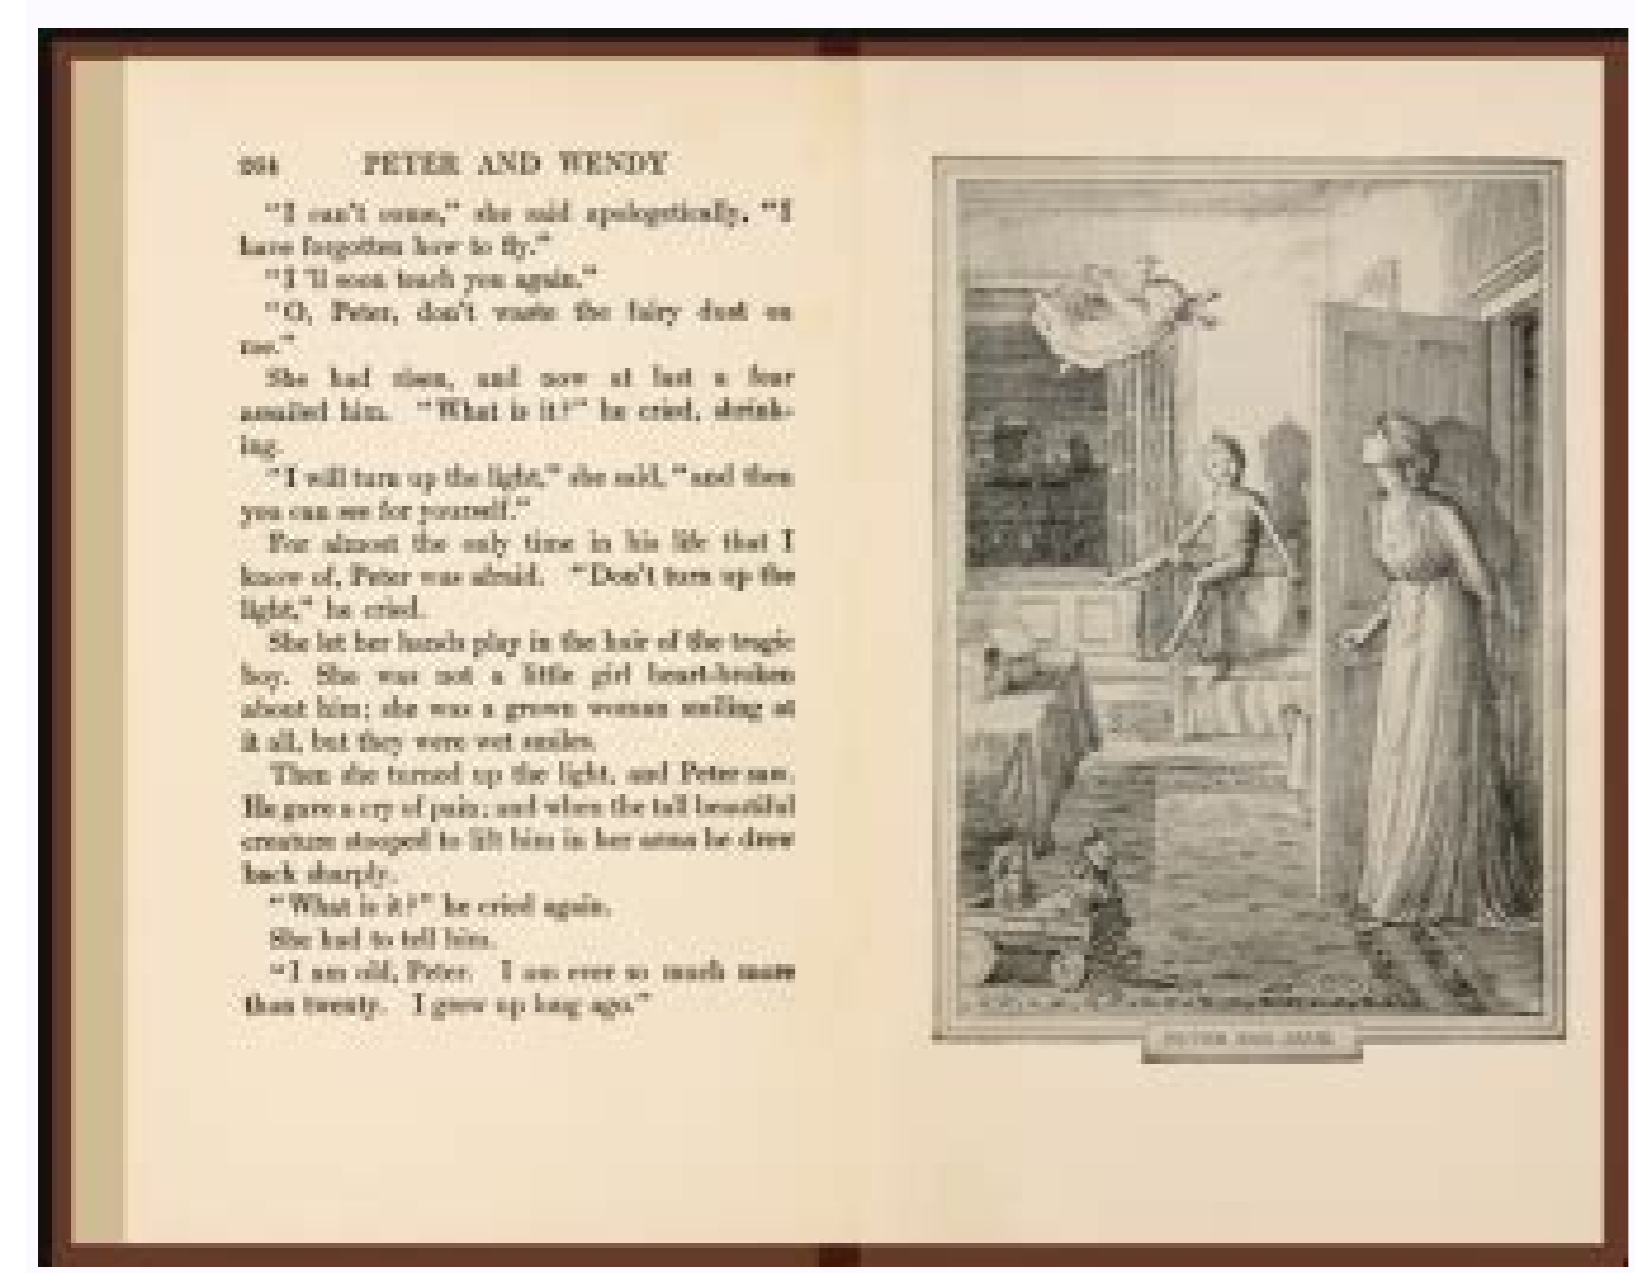 264 PETER AND WENDY
"I can't come," she said apologetically, "I
have forgotten how to fly."
"I 'll soon teach you again."
"O, Peter, don't waste the fairy dust on
me."
She had risen, and now at last a fear
assailed him. "What is it?" he cried, shrink-
ing.
"I will turn up the light," she said, "and then
you can see for yourself."
For almost the only time in his life that I
know of, Peter was afraid. "Don't turn up the
light," he cried.
She let her hands play in the hair of the tragic
boy. She was not a little girl heart-broken
about him; she was a grown woman smiling at
it all, but they were wet smiles.
Then she turned up the light, and Peter saw.
He gave a cry of pain; and when the tall beautiful
creature stooped to lift him in her arms he drew
back sharply.
"What is it?" he cried again.
She had to tell him.
"I am old, Peter. I am ever so much more
than twenty. I grew up long ago."
PETER AND JANE